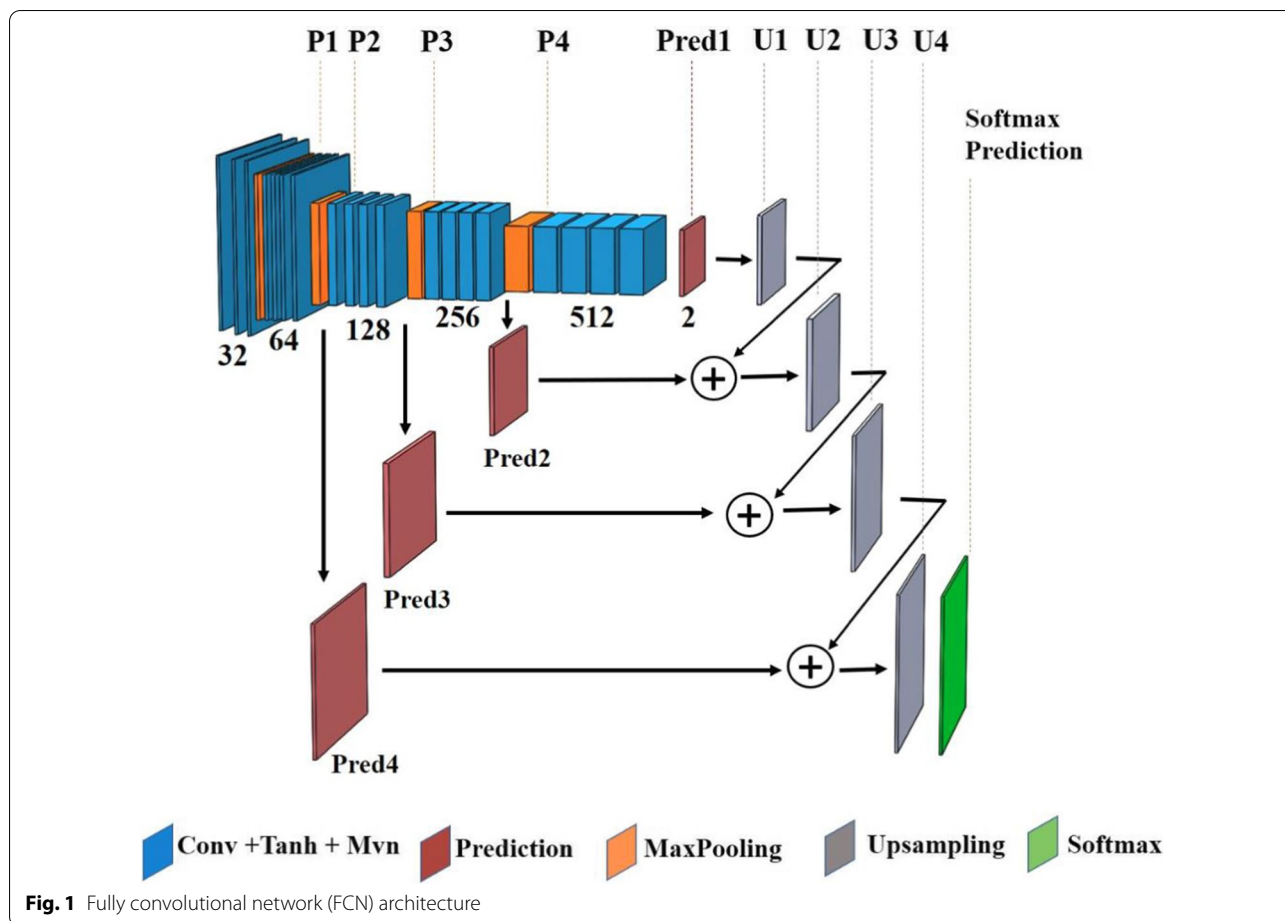 P1 P2 P3 P4 Pred1 U1 U2 U3 U4
Softmax
Prediction
32 64 128 256 512 2
+
Pred2
+
Pred3
+
Pred4
Conv +Tanh + Mvn Prediction MaxPooling Upsampling Softmax
Fig. 1 Fully convolutional network (FCN) architecture